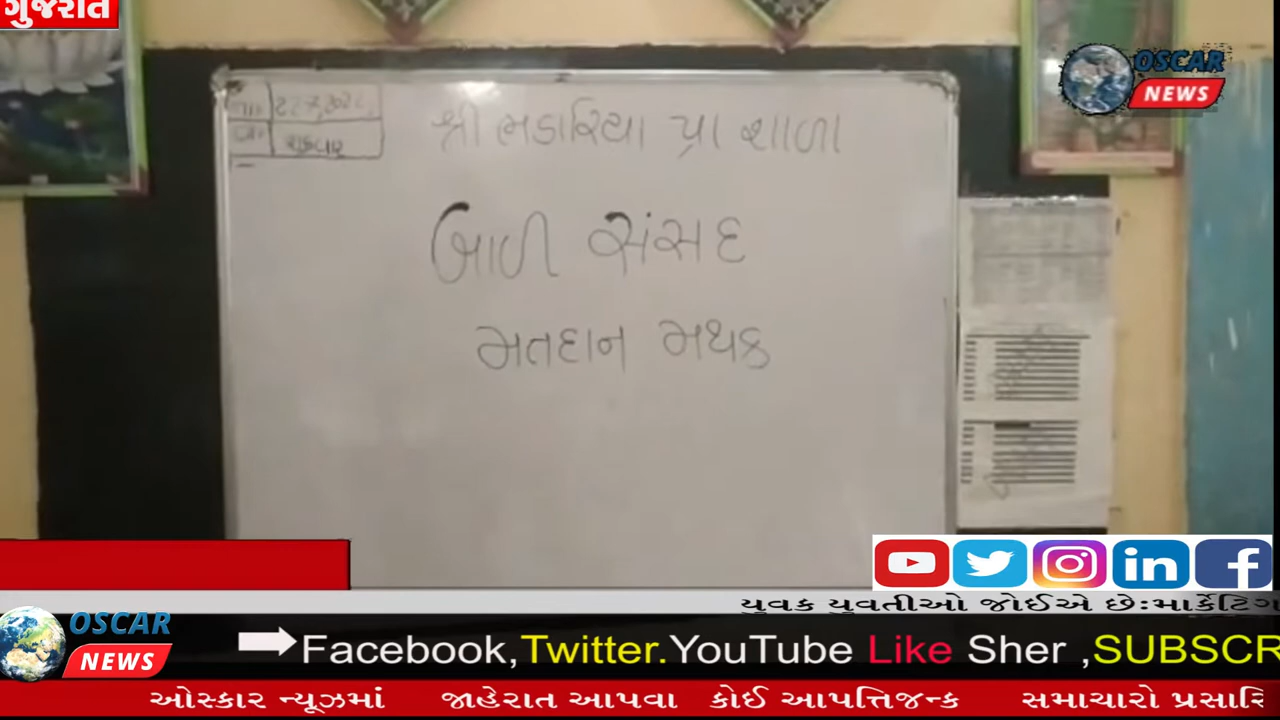 ગુજરાત
OSCAR
NEWS
શ્રી ભડારિયા પ્રા શાળા
બાળ સંસદ
મતદાન મથક
યુવક યુવતીઓ જોઈએ છે:માર્કેટિંગ
OSCAR
NEWS
Facebook,Twitter.YouTube Like Sher ,SUBSCR
ઓસ્કાર ન્યૂઝમાં જાહેરાત આપવા કોઈ આપત્તિજન્ક સમાચારો પ્રસારિ